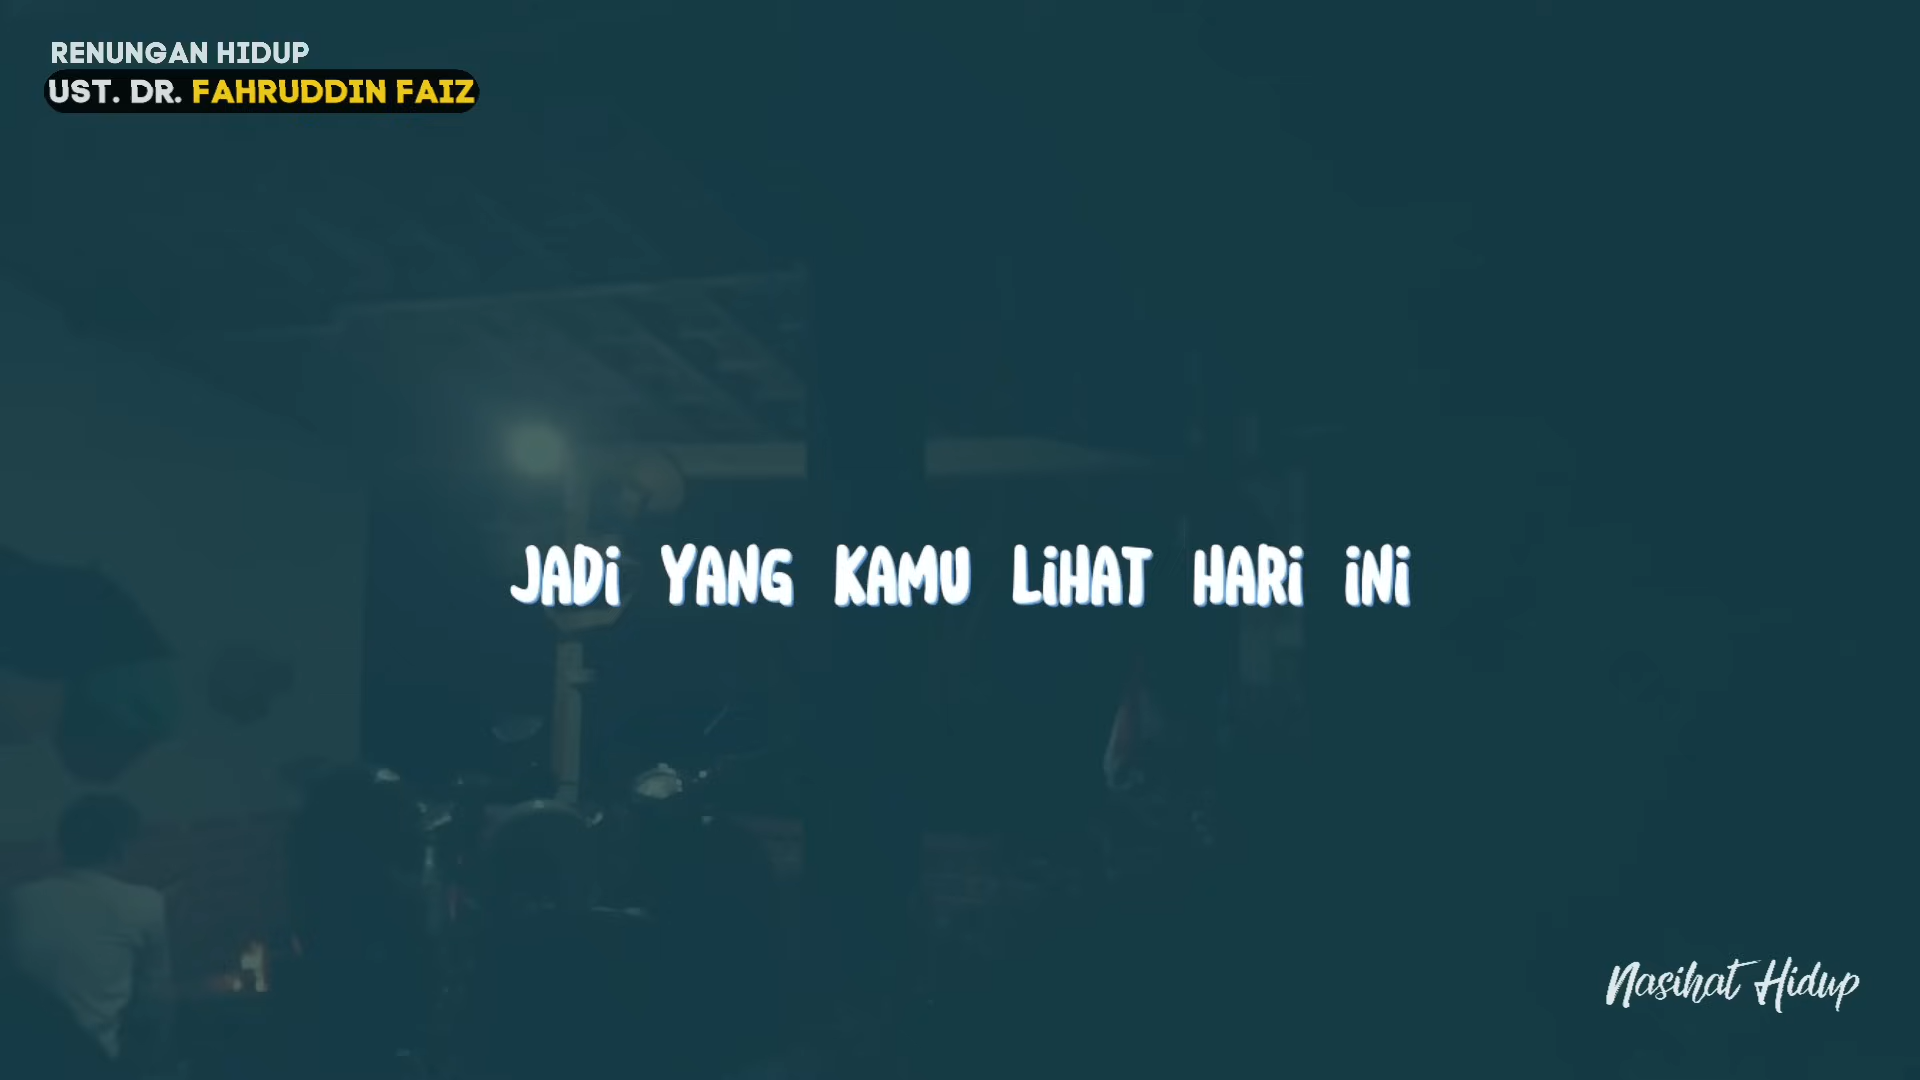 RENUNGAN HIDUP
UST. DR. FAHRUDDIN FAIZ
JADI YANG KAMU LIHAT HARI INI
Nasihat Hidup